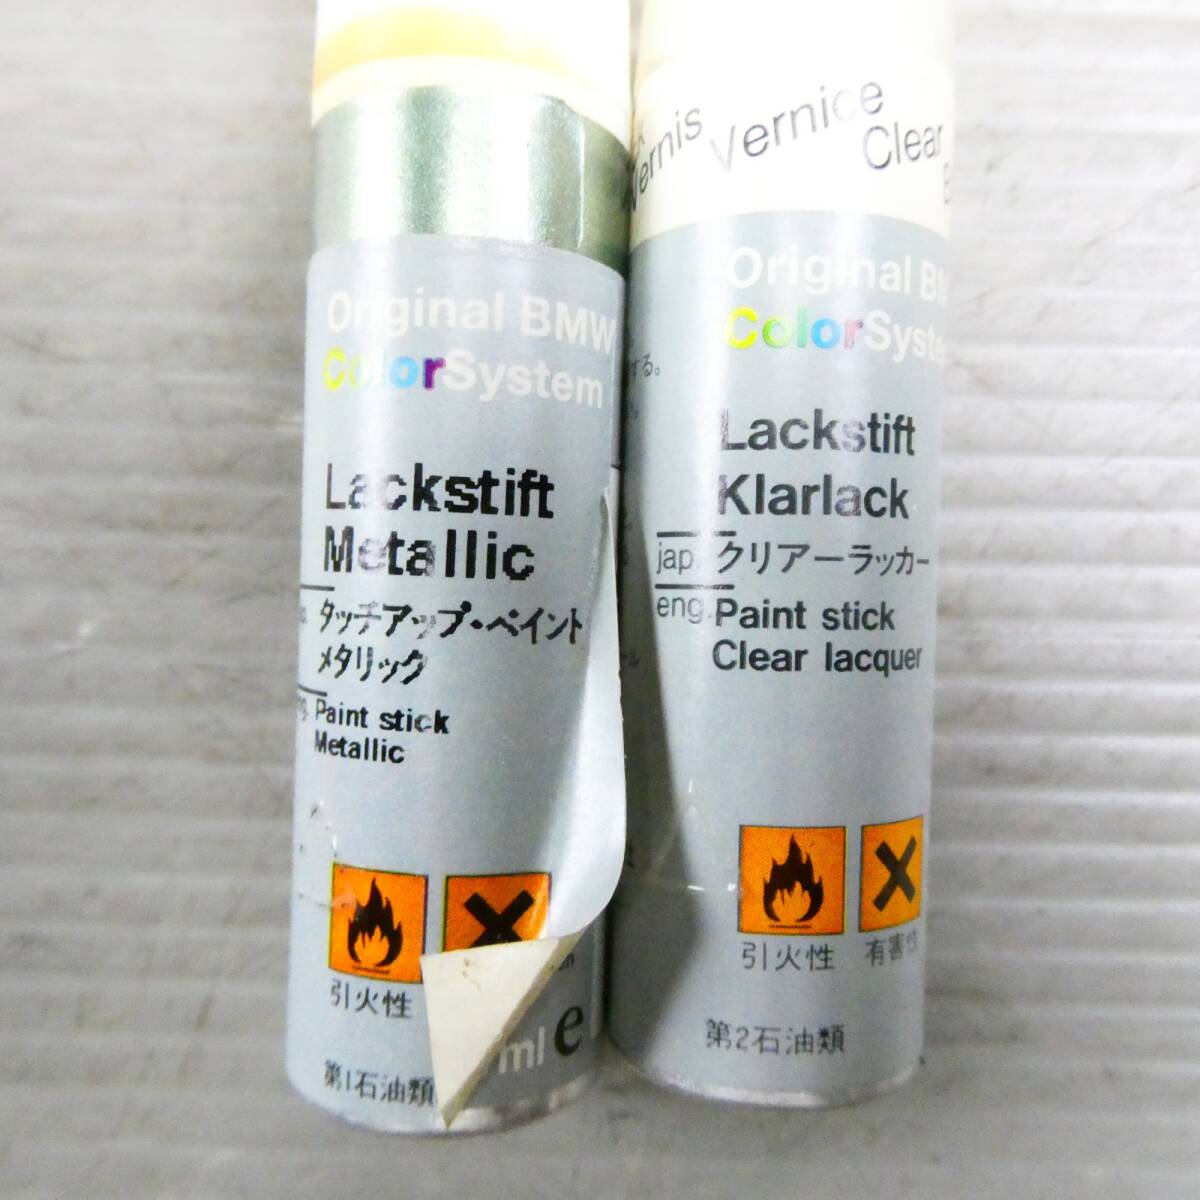 Original BMW
ColorSystem
Lackstift
Metallic
タッチアップ・ペイント
メタリック
Paint stick
Metallic
引火性
ml e
第1石油類
Vernis
Vernice
Clear
Original BM
ColorSyste
Lackstift
Klarlack
jap. クリアーラッカー
eng. Paint stick
Clear lacquer
引火性
有害性
第2石油類
する。